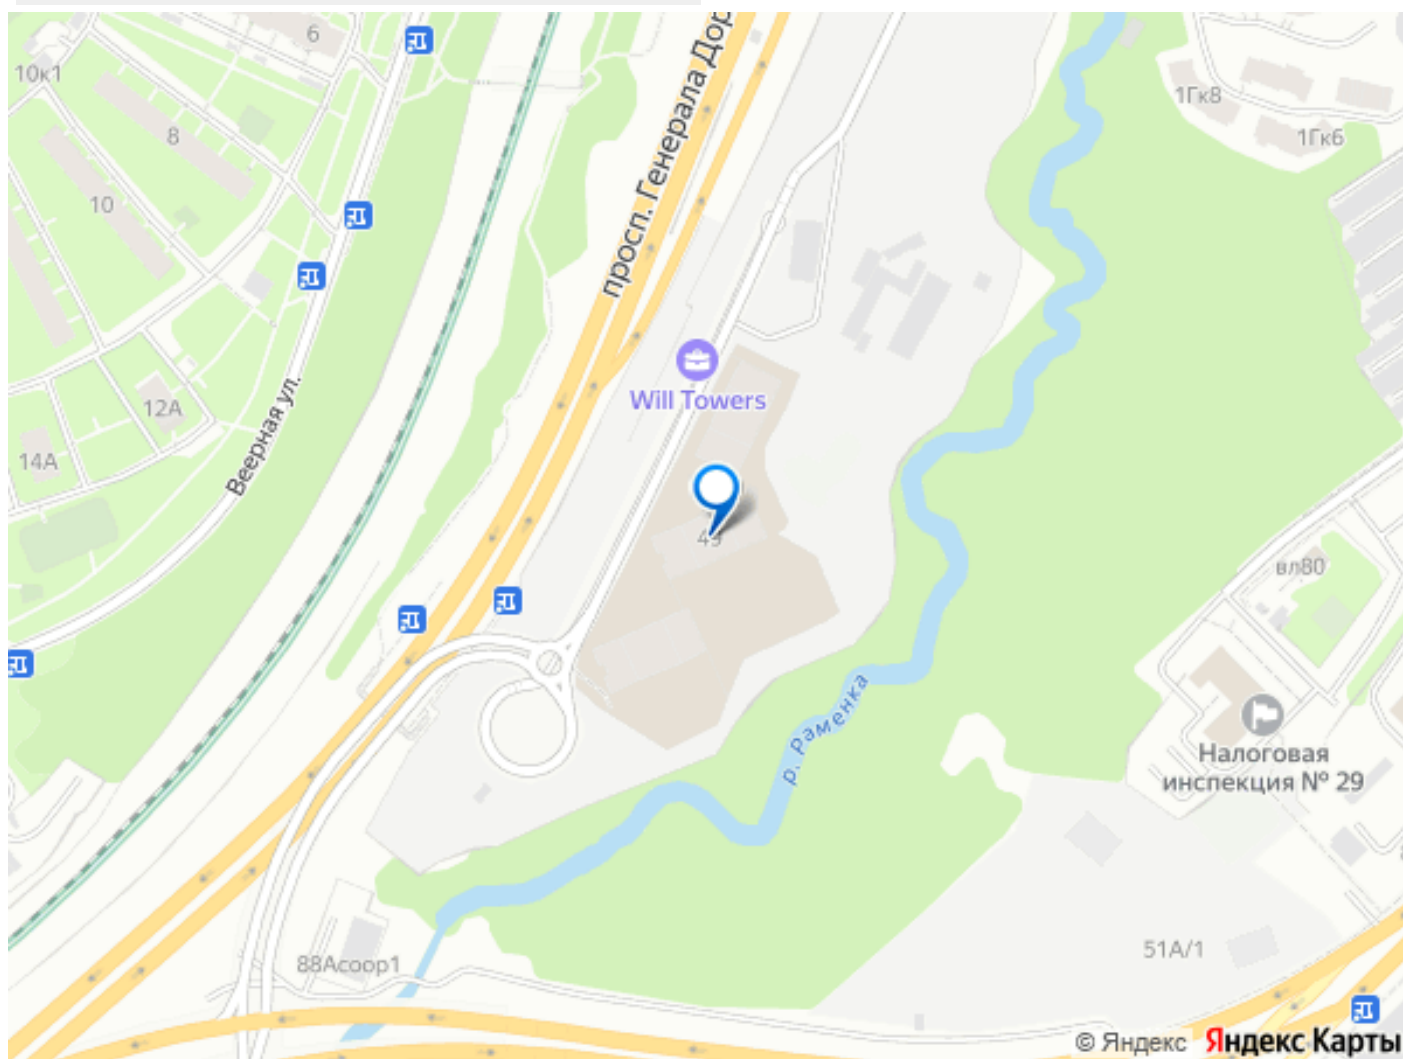 6
10к1
8
10
просп. Генерала Дор
1Гк8
1Гк6
Will Towers
12А
14А
Веерная ул.
вл80
р. Раменка
Налоговая
инспекция № 29
88Асоор1
51А/1
© Яндекс Яндекс Карты